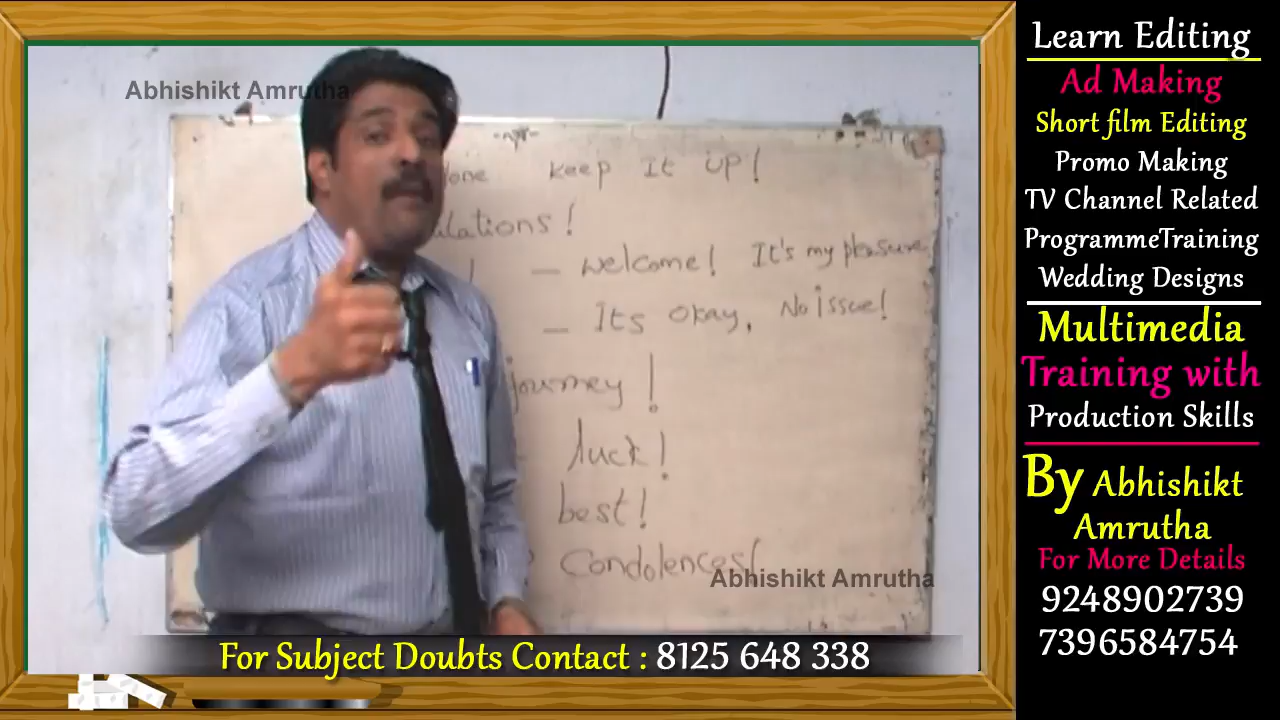 Abhishikt Amrutha
done keep It up!
ulations!
! — Welcome! It's my pleasure
— Its Okay, No issue!
journey!
luck!
best!
Condolences!
Abhishikt Amrutha
For Subject Doubts Contact : 8125 648 338
Learn Editing
Ad Making
Short film Editing
Promo Making
TV Channel Related
ProgrammeTraining
Wedding Designs
Multimedia
Training with
Production Skills
By Abhishikt
Amrutha
For More Details
9248902739
7396584754